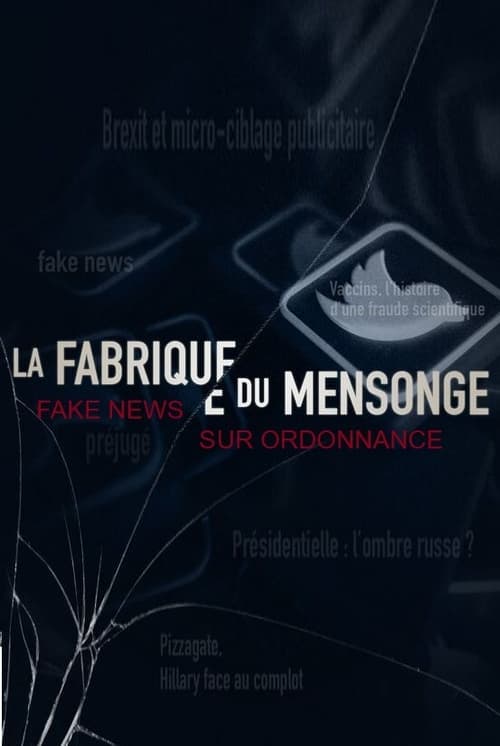 Brexit et micro-ciblage publicitaire
fake news
Vaccins, l'histoire
d'une fraude scientifique
LA FABRIQUE DU MENSONGE
FAKE NEWS
SUR ORDONNANCE
préjugé
Présidentielle : l'ombre russe ?
Pizzagate,
Hillary face au complot